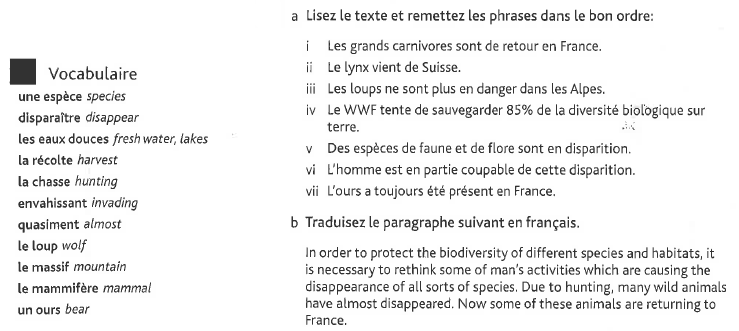 Vocabulaire
une espèce species
disparaître disappear
les eaux douces fresh water, lakes
la récolte harvest
la chasse hunting
envahissant invading
quasiment almost
le loup wolf
le massif mountain
le mammifère mammal
un ours bear
a Lisez le texte et remettez les phrases dans le bon ordre:
i Les grands carnivores sont de retour en France.
ii Le lynx vient de Suisse.
iii Les loups ne sont plus en danger dans les Alpes.
iv Le WWF tente de sauvegarder 85% de la diversité biologique sur
terre.
v Des espèces de faune et de flore sont en disparition.
vi L'homme est en partie coupable de cette disparition.
vii L'ours a toujours été présent en France.
b Traduisez le paragraphe suivant en français.
In order to protect the biodiversity of different species and habitats, it
is necessary to rethink some of man's activities which are causing the
disappearance of all sorts of species. Due to hunting, many wild animals
have almost disappeared. Now some of these animals are returning to
France.